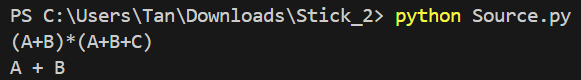 PS C:\Users\Tan\Downloads\Stick_2> python Source.py
(A+B)*(A+B+C)
A + B